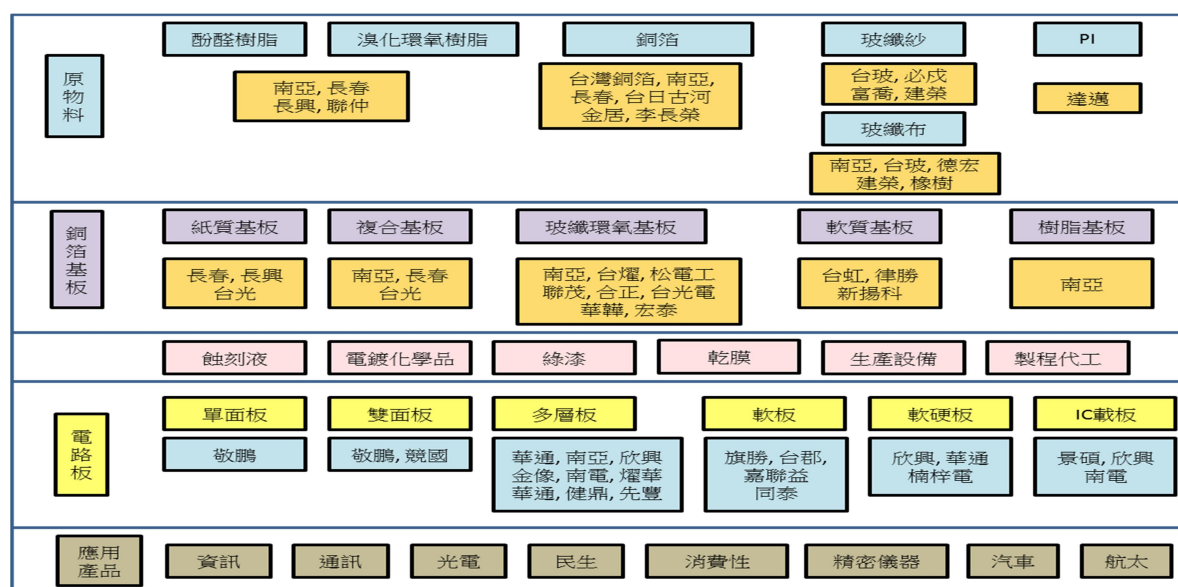 原物料
酚醛樹脂
溴化環氧樹脂
銅箔
玻纖紗
PI
南亞, 長春
長興, 聯仲
台灣銅箔, 南亞,
長春, 台日古河
金居, 李長榮
台玻, 必成
富喬, 建榮
達邁
玻纖布
南亞, 台玻, 德宏
建榮, 橡樹
銅箔基板
紙質基板
複合基板
玻纖環氧基板
軟質基板
樹脂基板
長春, 長興
台光
南亞, 長春
台光
南亞, 台燿, 松電工
聯茂, 合正, 台光電
華韡, 宏泰
台虹, 律勝
新揚科
南亞
蝕刻液
電鍍化學品
綠漆
乾膜
生產設備
製程代工
電路板
單面板
雙面板
多層板
軟板
軟硬板
IC載板
敬鵬
敬鵬, 競國
華通, 南亞, 欣興
金像, 南電, 燿華
華通, 健鼎, 先豐
旗勝, 台郡,
嘉聯益
同泰
欣興, 華通
楠梓電
景碩, 欣興
南電
應用
產品
資訊
通訊
光電
民生
消費性
精密儀器
汽車
航太